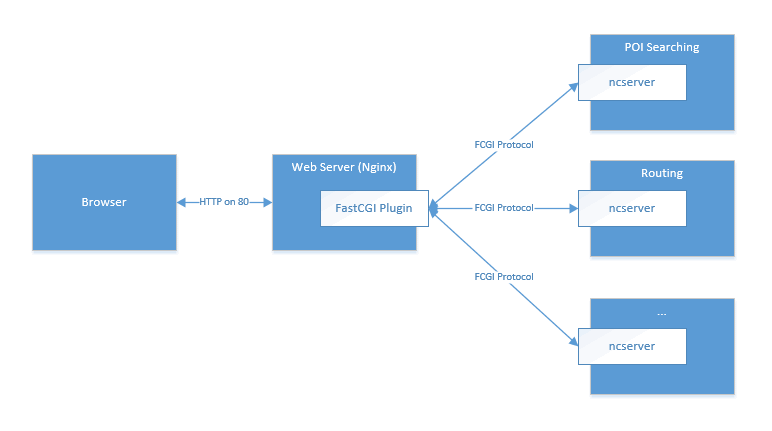 POI Searching
ncserver
FCGI Protocol
Web Server (Nginx)
Routing
Browser
HTTP on 80
FastCGI Plugin
FCGI Protocol
ncserver
FCGI Protocol
...
ncserver